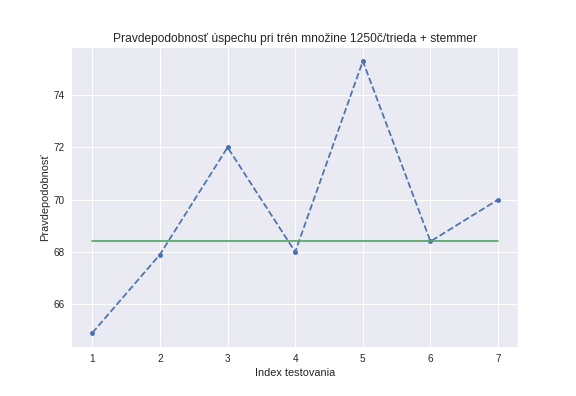 Pravdepodobnosť úspechu pri trén množine 1250č/trieda + stemmer
74
72
70
68
66
Pravdepodobnosť
1 2 3 4 5 6 7
Index testovania